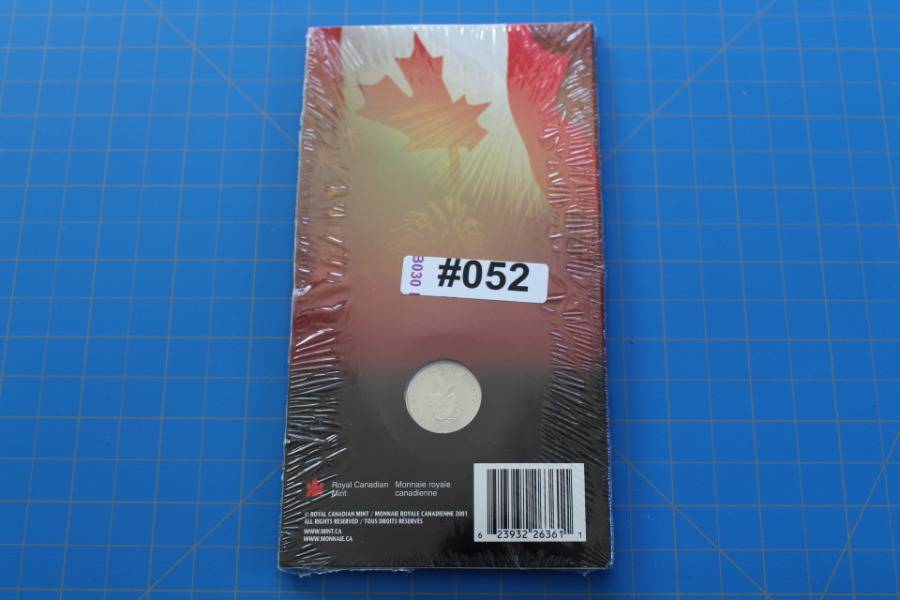 B030
#052
Royal Canadian Mint
Monnaie royale canadienne
© ROYAL CANADIAN MINT / MONNAIE ROYALE CANADIENNE 2001
ALL RIGHTS RESERVED / TOUS DROITS RÉSERVÉS
WWW.MINT.CA
WWW.MONNAIE.CA
6 23932 26361 1